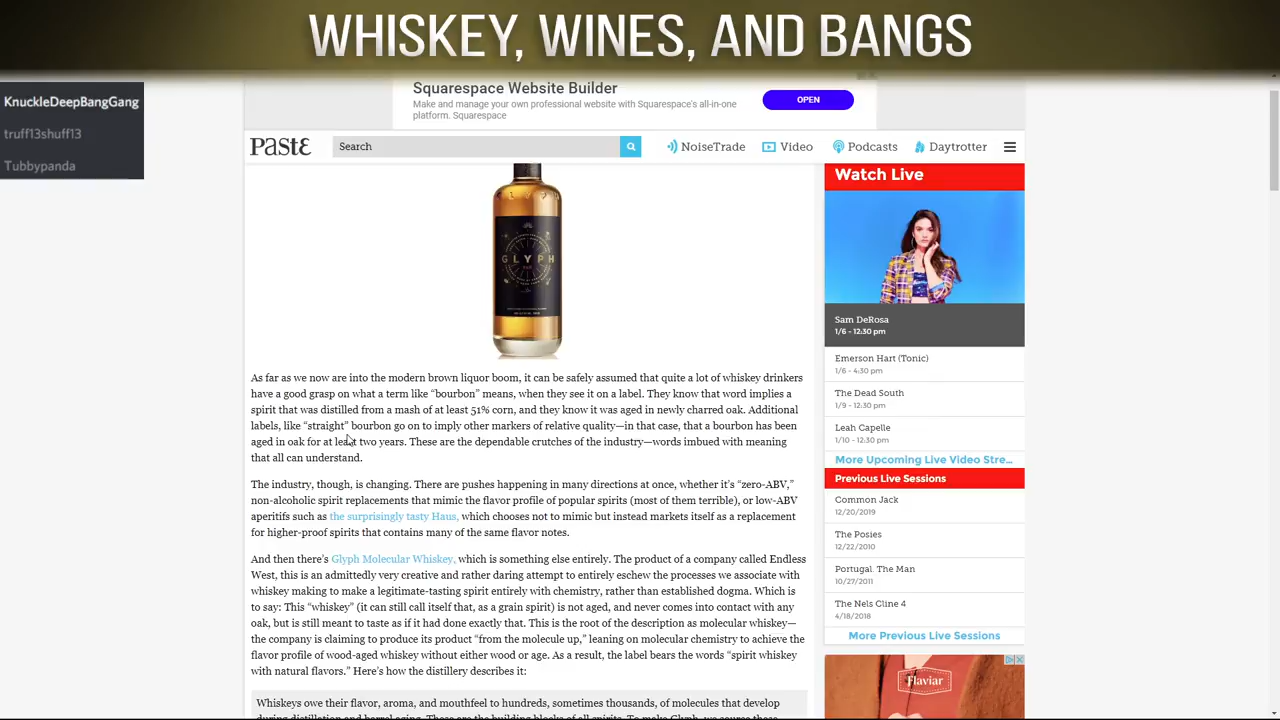 WHISKEY, WINES, AND BANGS
KnuckleDeepBangGang
truff13shuff13
Tubbypanda
Squarespace Website Builder
Make and manage your own professional website with Squarespace's all-in-one
platform. Squarespace
OPEN
Paste
Search
NoiseTrade
Video
Podcasts
Daytrotter
GLYPH
As far as we now are into the modern brown liquor boom, it can be safely assumed that quite a lot of whiskey drinkers
have a good grasp on what a term like “bourbon” means, when they see it on a label. They know that word implies a
spirit that was distilled from a mash of at least 51% corn, and they know it was aged in newly charred oak. Additional
labels, like “straight” bourbon go on to imply other markers of relative quality—in that case, that a bourbon has been
aged in oak for at least two years. These are the dependable crutches of the industry—words imbued with meaning
that all can understand.
The industry, though, is changing. There are pushes happening in many directions at once, whether it's “zero-ABV,”
non-alcoholic spirit replacements that mimic the flavor profile of popular spirits (most of them terrible), or low-ABV
aperitifs such as the surprisingly tasty Haus, which chooses not to mimic but instead markets itself as a replacement
for higher-proof spirits that contains many of the same flavor notes.
And then there's Glyph Molecular Whiskey, which is something else entirely. The product of a company called Endless
West, this is an admittedly very creative and rather daring attempt to entirely eschew the processes we associate with
whiskey making to make a legitimate-tasting spirit entirely with chemistry, rather than established dogma. Which is
to say: This “whiskey” (it can still call itself that, as a grain spirit) is not aged, and never comes into contact with any
oak, but is still meant to taste as if it had done exactly that. This is the root of the description as molecular whiskey—
the company is claiming to produce its product “from the molecule up,” leaning on molecular chemistry to achieve the
flavor profile of wood-aged whiskey without either wood or age. As a result, the label bears the words “spirit whiskey
with natural flavors.” Here's how the distillery describes it:
Whiskeys owe their flavor, aroma, and mouthfeel to hundreds, sometimes thousands, of molecules that develop
during distillation and barrel aging. These are the building blocks of all spirits. To make Glyph, we source these
Watch Live
Sam DeRosa
1/6 - 12:30 pm
Emerson Hart (Tonic)
1/6 - 4:30 pm
The Dead South
1/9 - 12:30 pm
Leah Capelle
1/10 - 12:30 pm
More Upcoming Live Video Stre...
Previous Live Sessions
Common Jack
12/20/2019
The Posies
12/22/2010
Portugal. The Man
10/27/2011
The Nels Cline 4
4/18/2018
More Previous Live Sessions
Flaviar